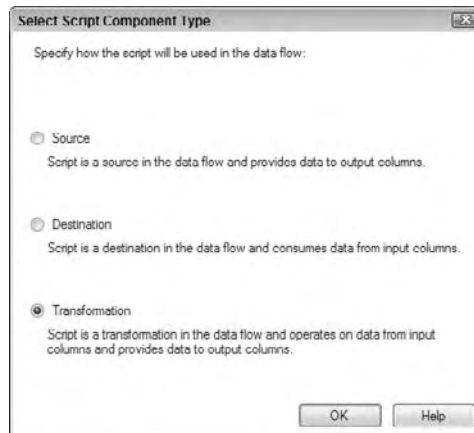 Select Script Component Type
Specify how the script will be used in the data flow:
Source
Script is a source in the data flow and provides data to output columns.
Destination
Script is a destination in the data flow and consumes data from input columns.
Transformation
Script is a transformation in the data flow and operates on data from input
columns and provides data to output columns.
OK
Help